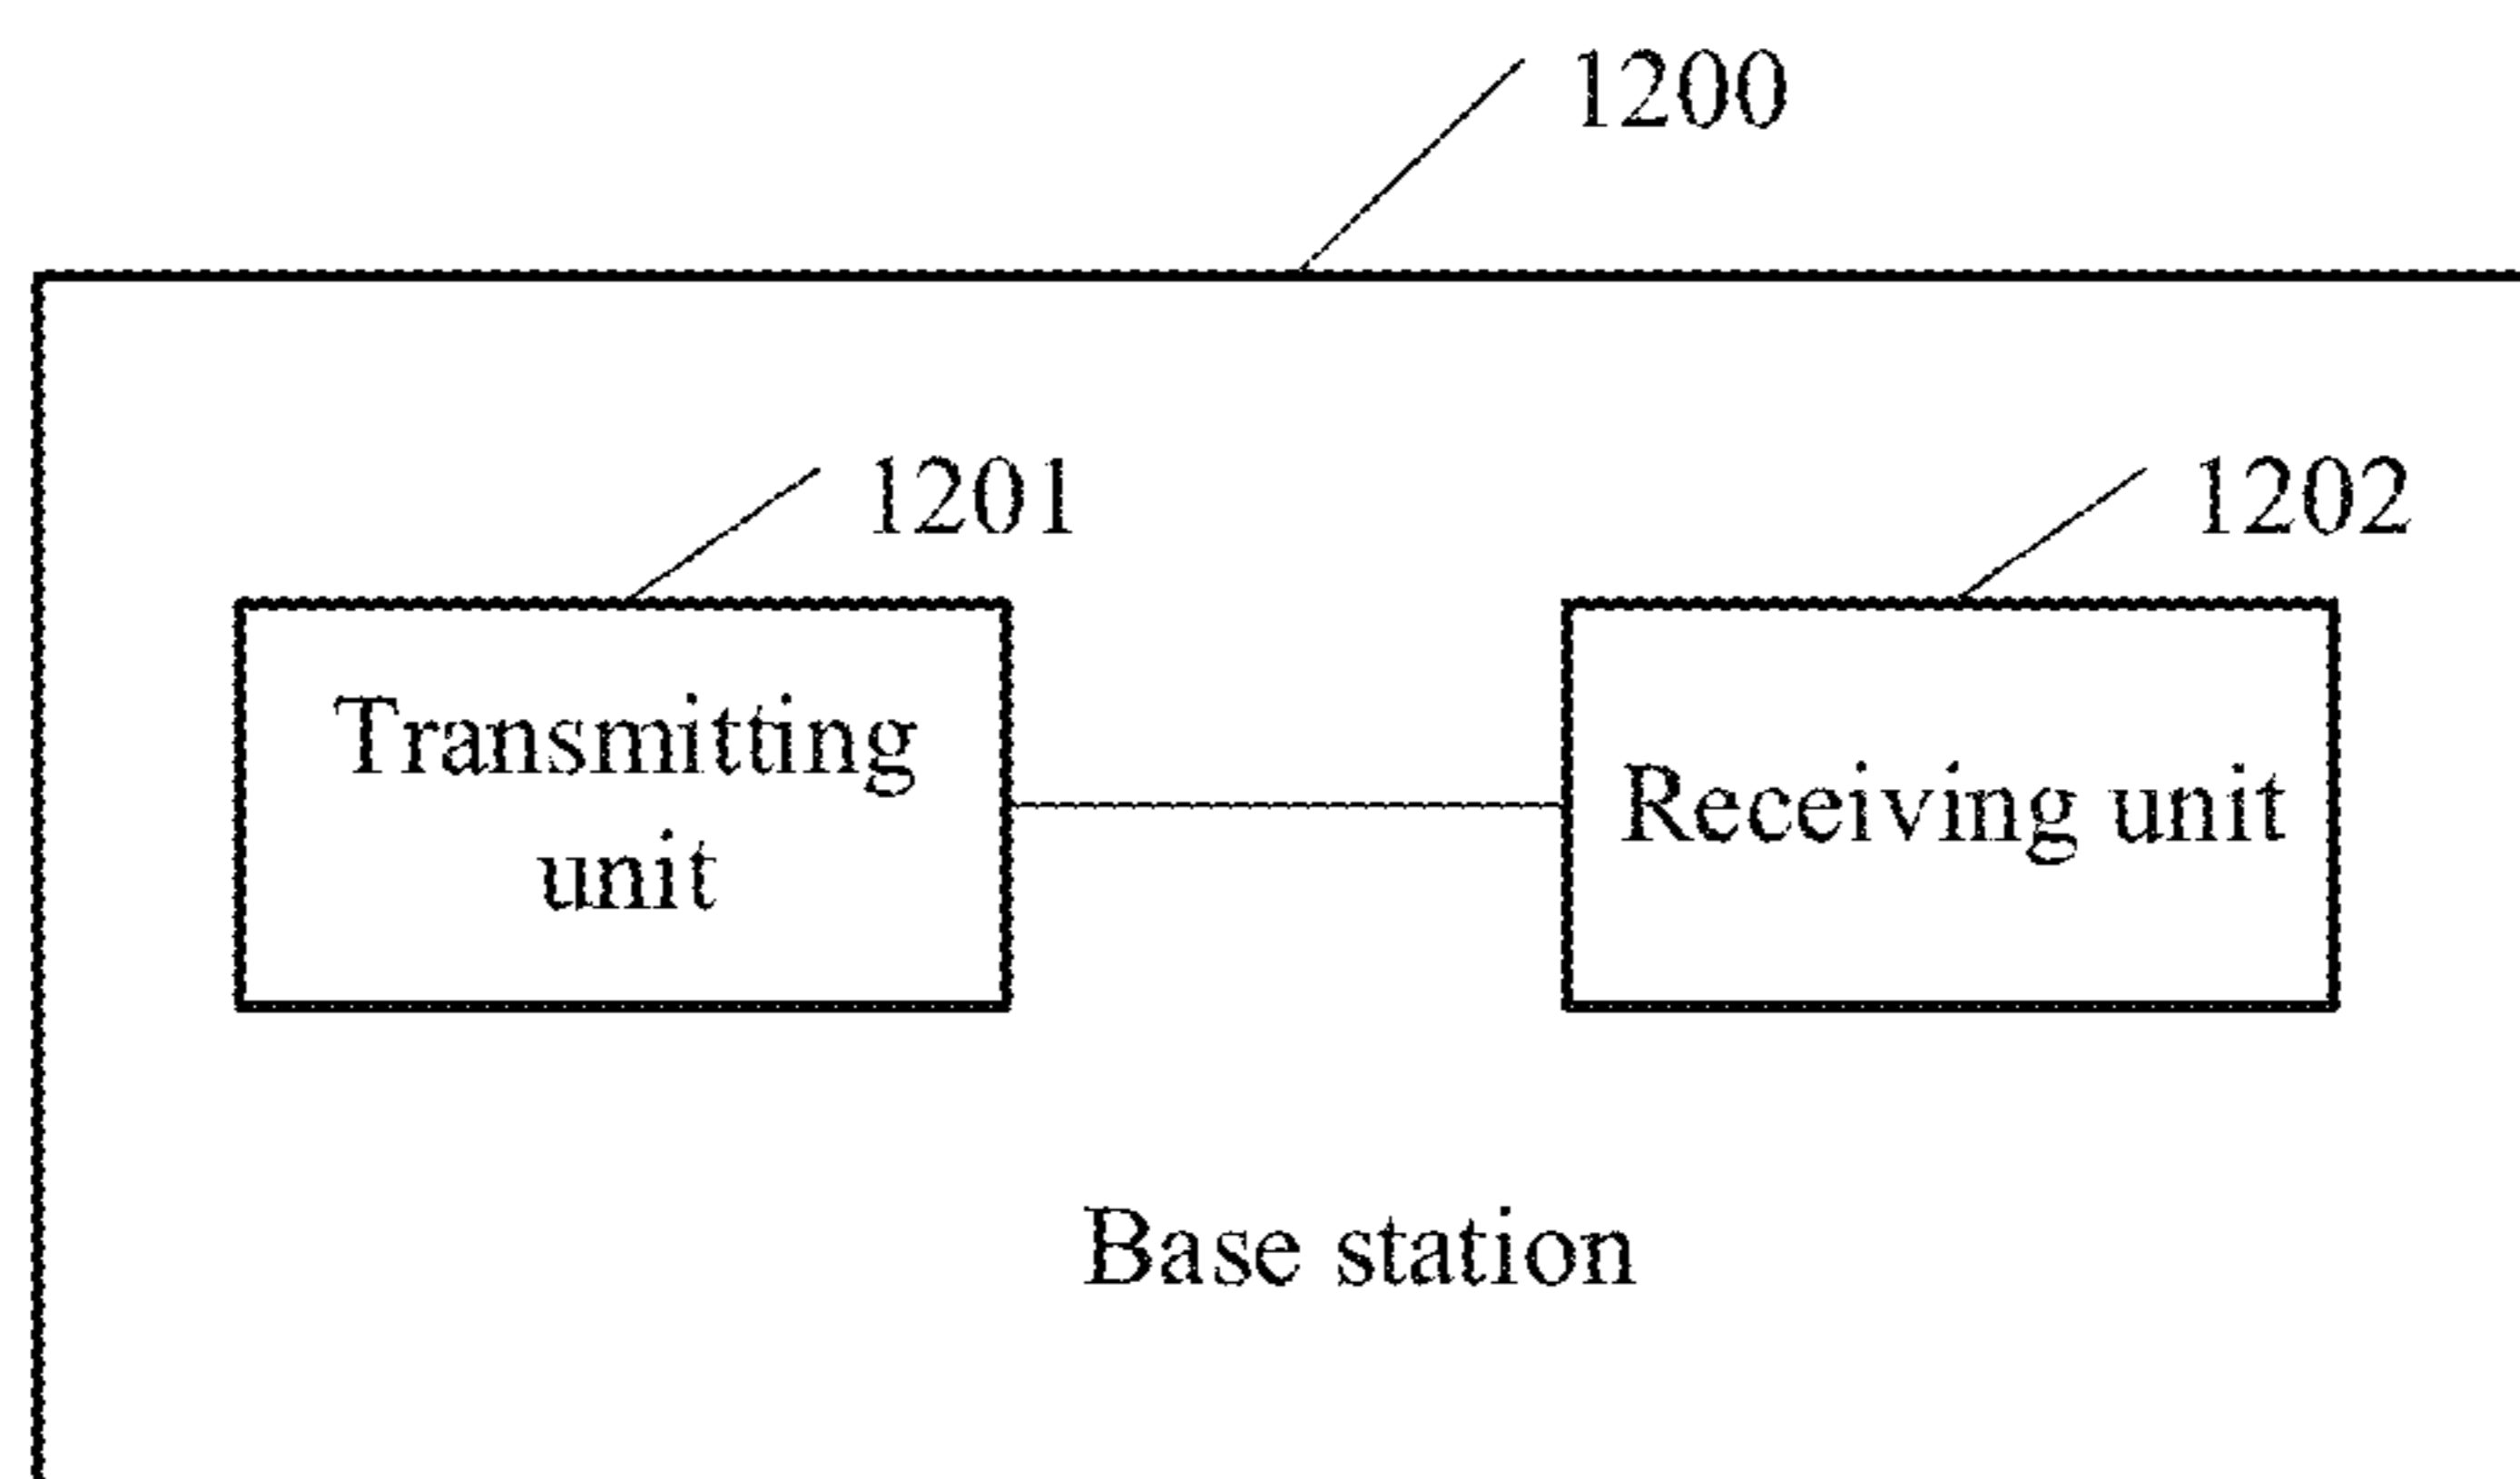 1200
1201
1202
Transmitting
unit
Receiving unit
Base station